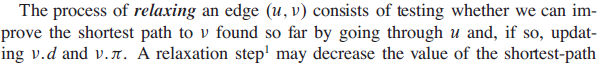 The process of relaxing an edge (u, v) consists of testing whether we can im-
prove the shortest path to v found so far by going through u and, if so, updat-
ing v.d and v.π. A relaxation step¹ may decrease the value of the shortest-path